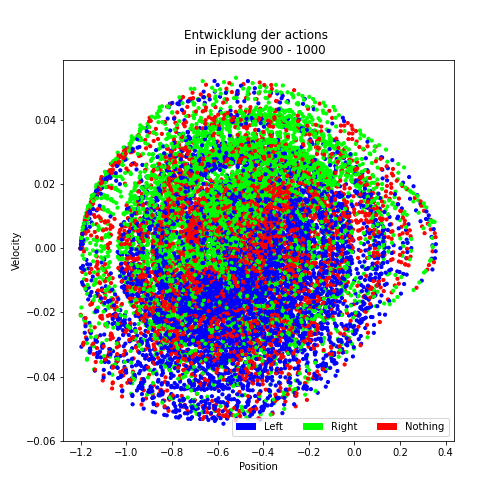 Entwicklung der actions
in Episode 900 - 1000
Velocity
0.04
0.02
0.00
−0.02
−0.04
−0.06
−1.2 −1.0 −0.8 −0.6 −0.4 −0.2 0.0 0.2 0.4
Position
Left Right Nothing